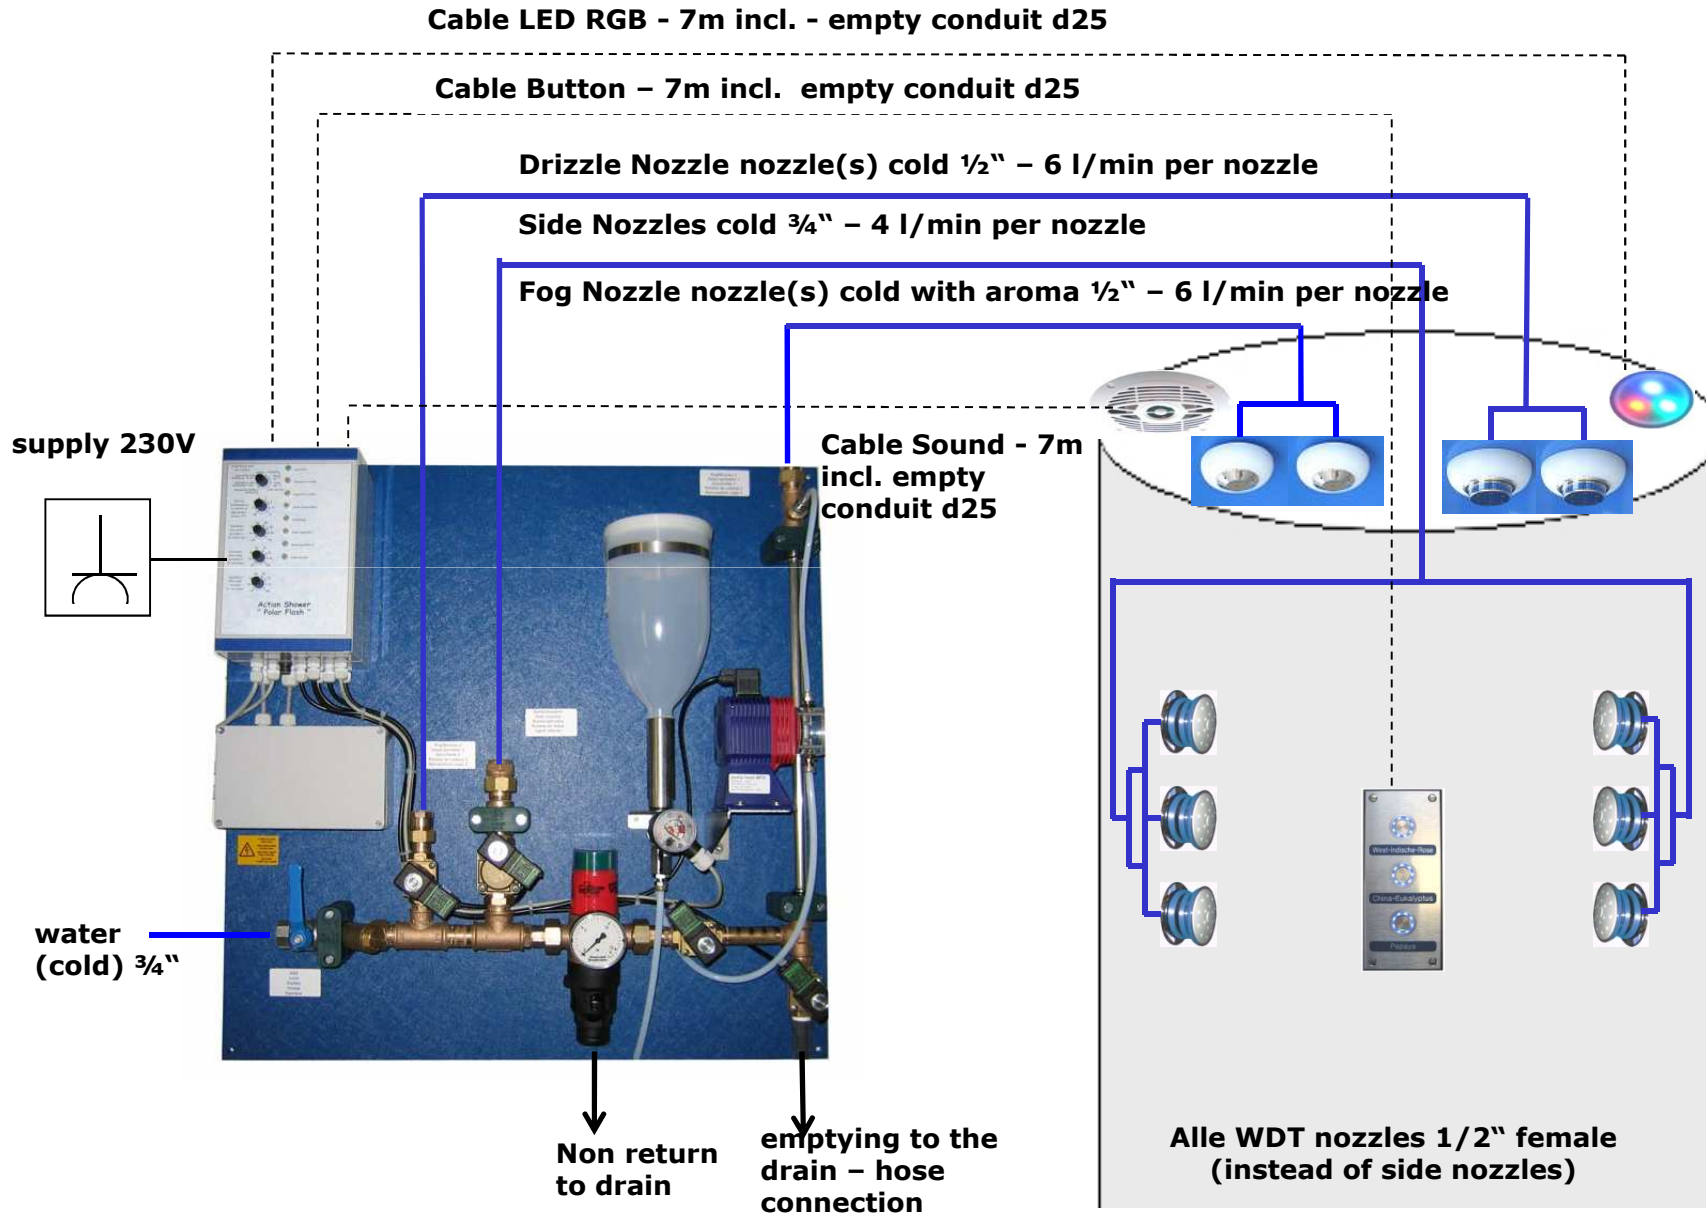 Cable LED RGB - 7m incl. - empty conduit d25
Cable Button – 7m incl.  empty conduit d25
Drizzle Nozzle nozzle(s) cold ½“ – 6 l/min per nozzle
Side Nozzles cold ¾“ – 4 l/min per nozzle
Fog Nozzle nozzle(s) cold with aroma ½“ – 6 l/min per nozzle
supply 230V
Cable Sound - 7m
incl. empty
conduit d25
Action Shower
" Polar Flash "
West-Indische-Rose
China-Eukalyptus
Papaya
water
(cold) ¾“
Non return
to drain
emptying to the
drain – hose
connection
Alle WDT nozzles 1/2“ female
(instead of side nozzles)